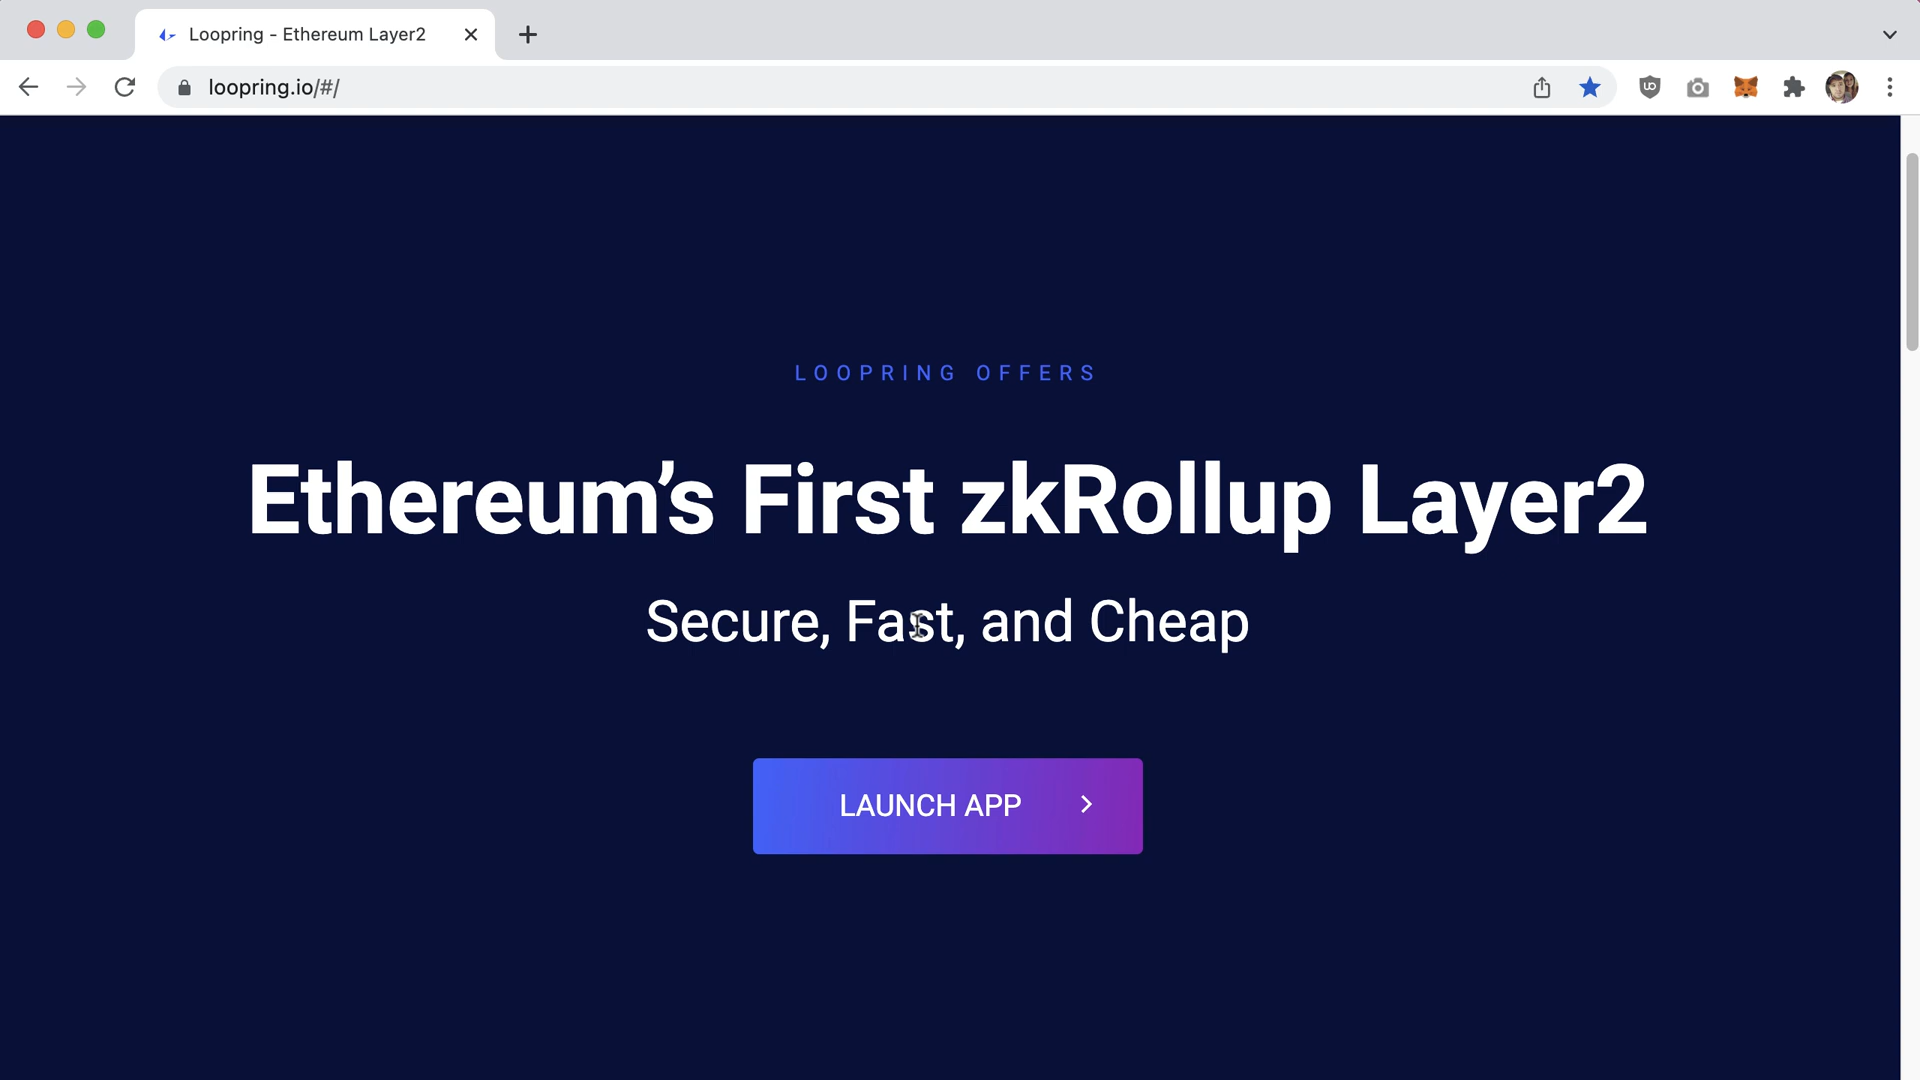 Loopring - Ethereum Layer2
loopring.io/#/
LOOPRING OFFERS
Ethereum’s First zkRollup Layer2
Secure, Fast, and Cheap
LAUNCH APP